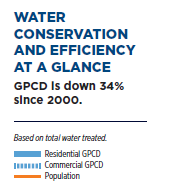 WATER
CONSERVATION
AND EFFICIENCY
AT A GLANCE
GPCD is down 34%
since 2000.
Based on total water treated.
Residential GPCD
Commercial GPCD
Population